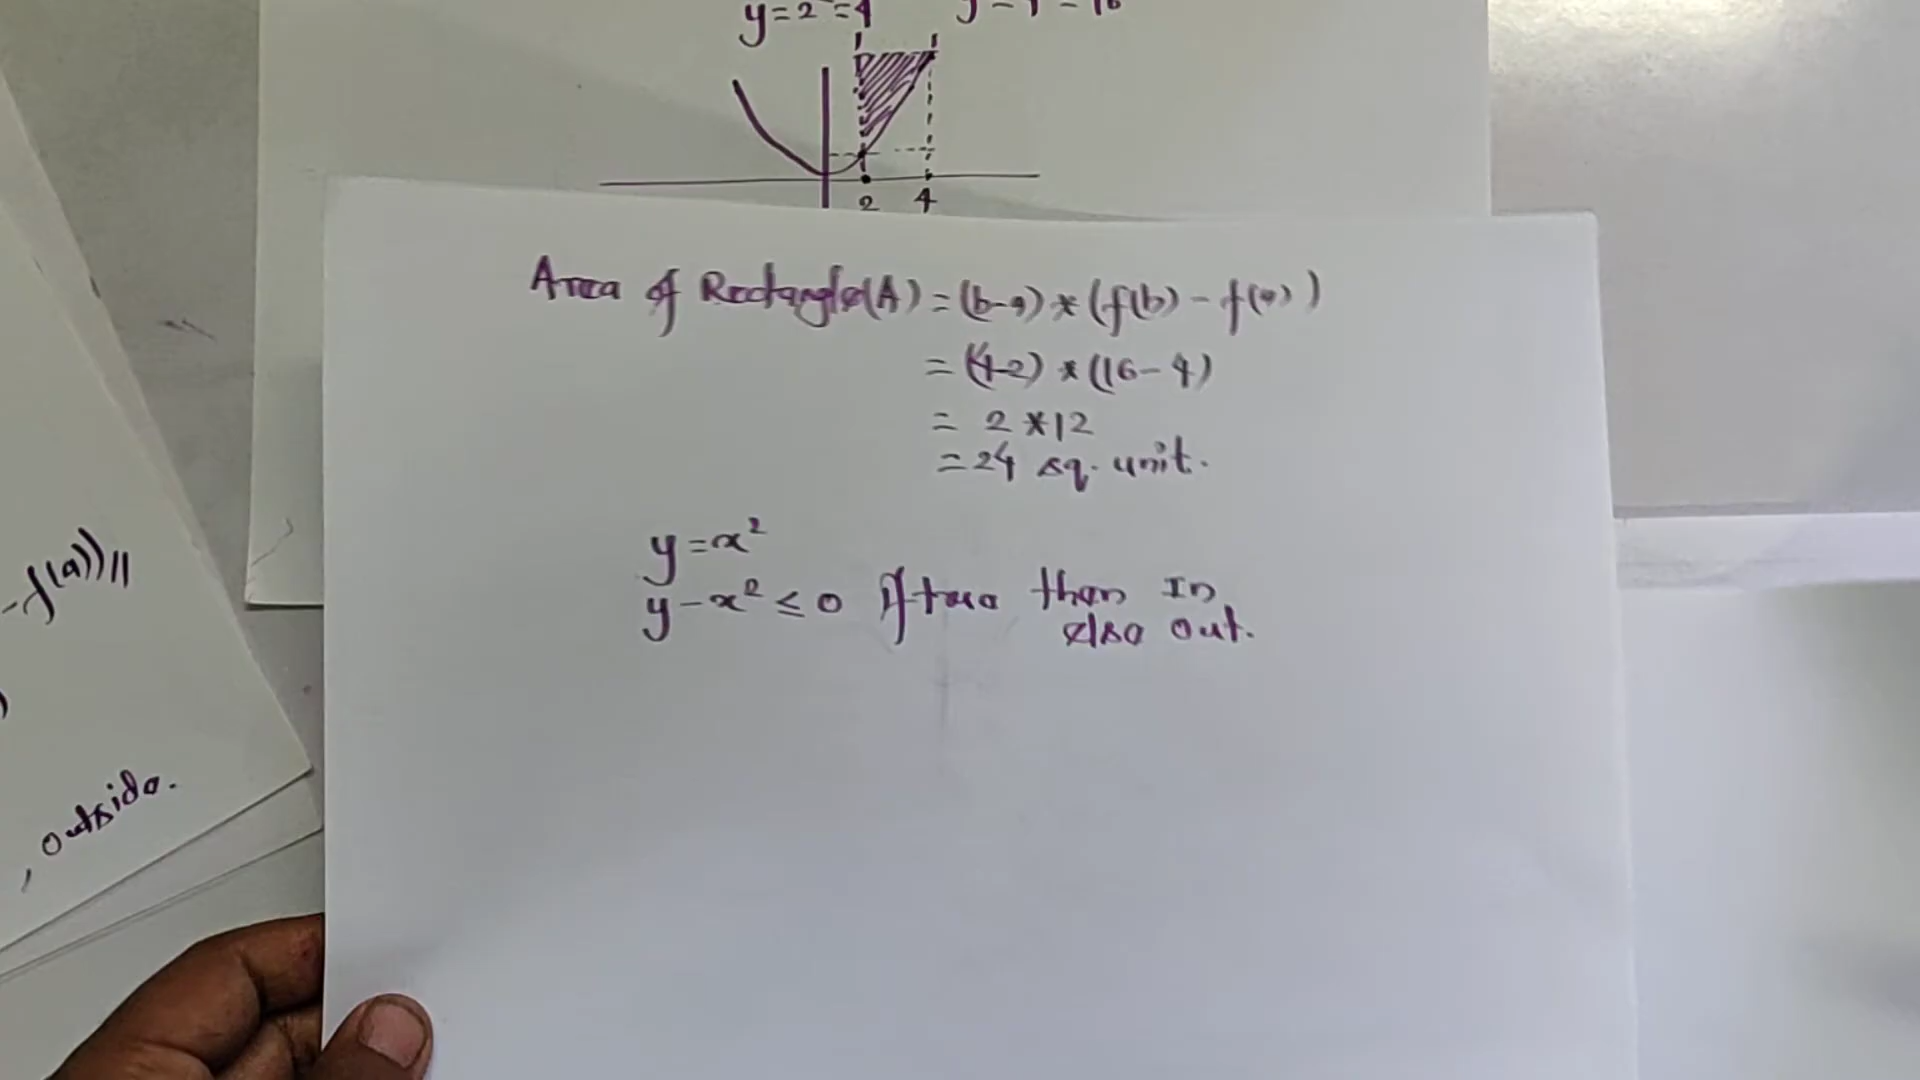 y=2 =4
2 4
Area of Rectangle(A) = (b-a) * (f(b) - f(a))
= (4-2) * (16-4)
= 2 * 12
= 24 sq. unit.
y=x²
y-x² ≤ 0 if true then In
else out.
-f(a))||
, outside.